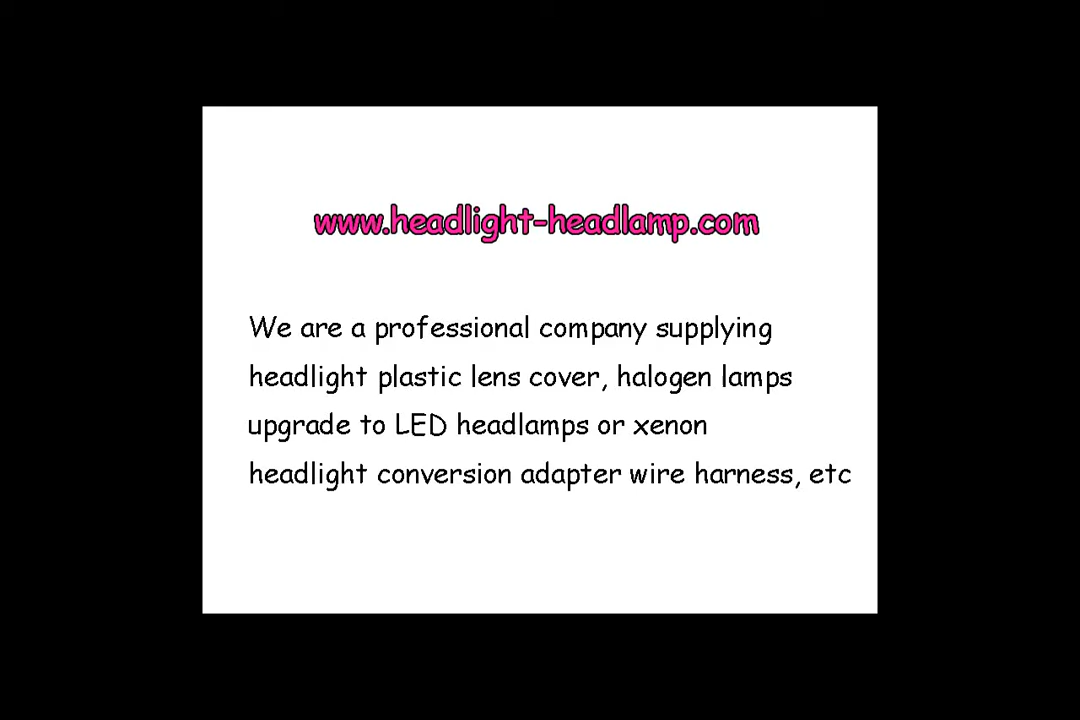 www.headlight-headlamp.com
We are a professional company supplying
headlight plastic lens cover, halogen lamps
upgrade to LED headlamps or xenon
headlight conversion adapter wire harness, etc